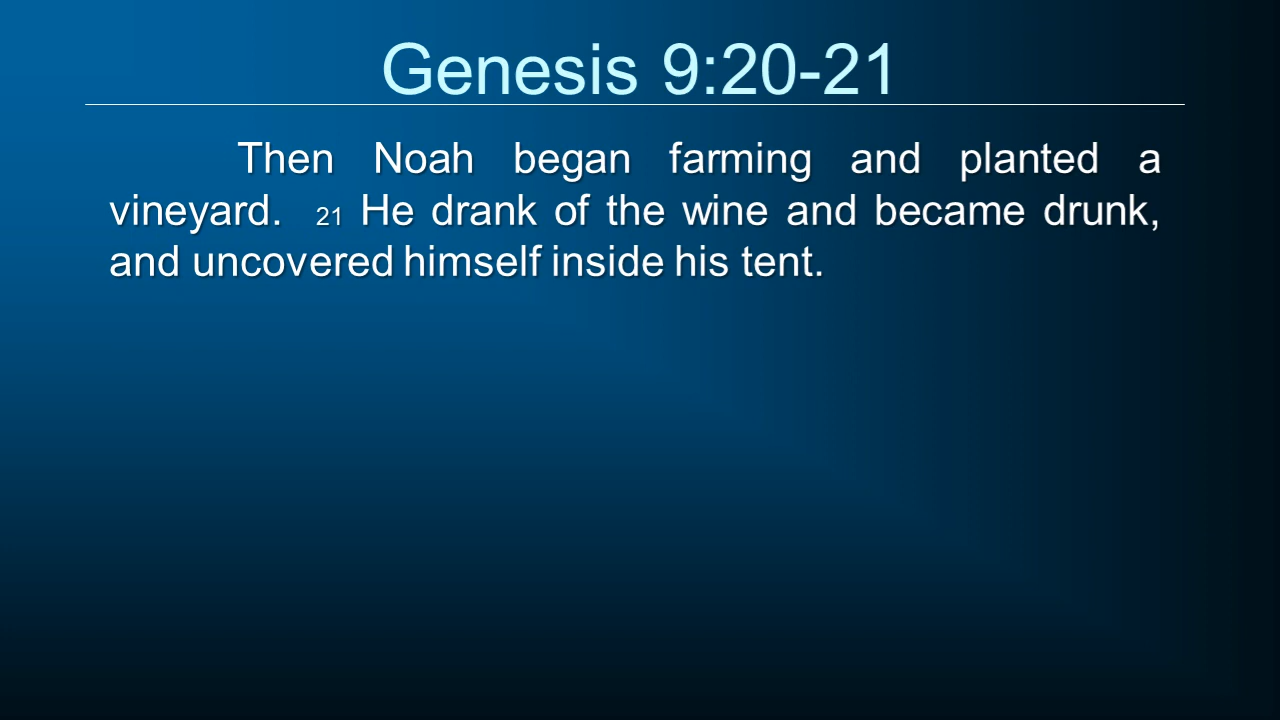 Genesis 9:20-21
Then Noah began farming and planted a
vineyard. 21 He drank of the wine and became drunk,
and uncovered himself inside his tent.